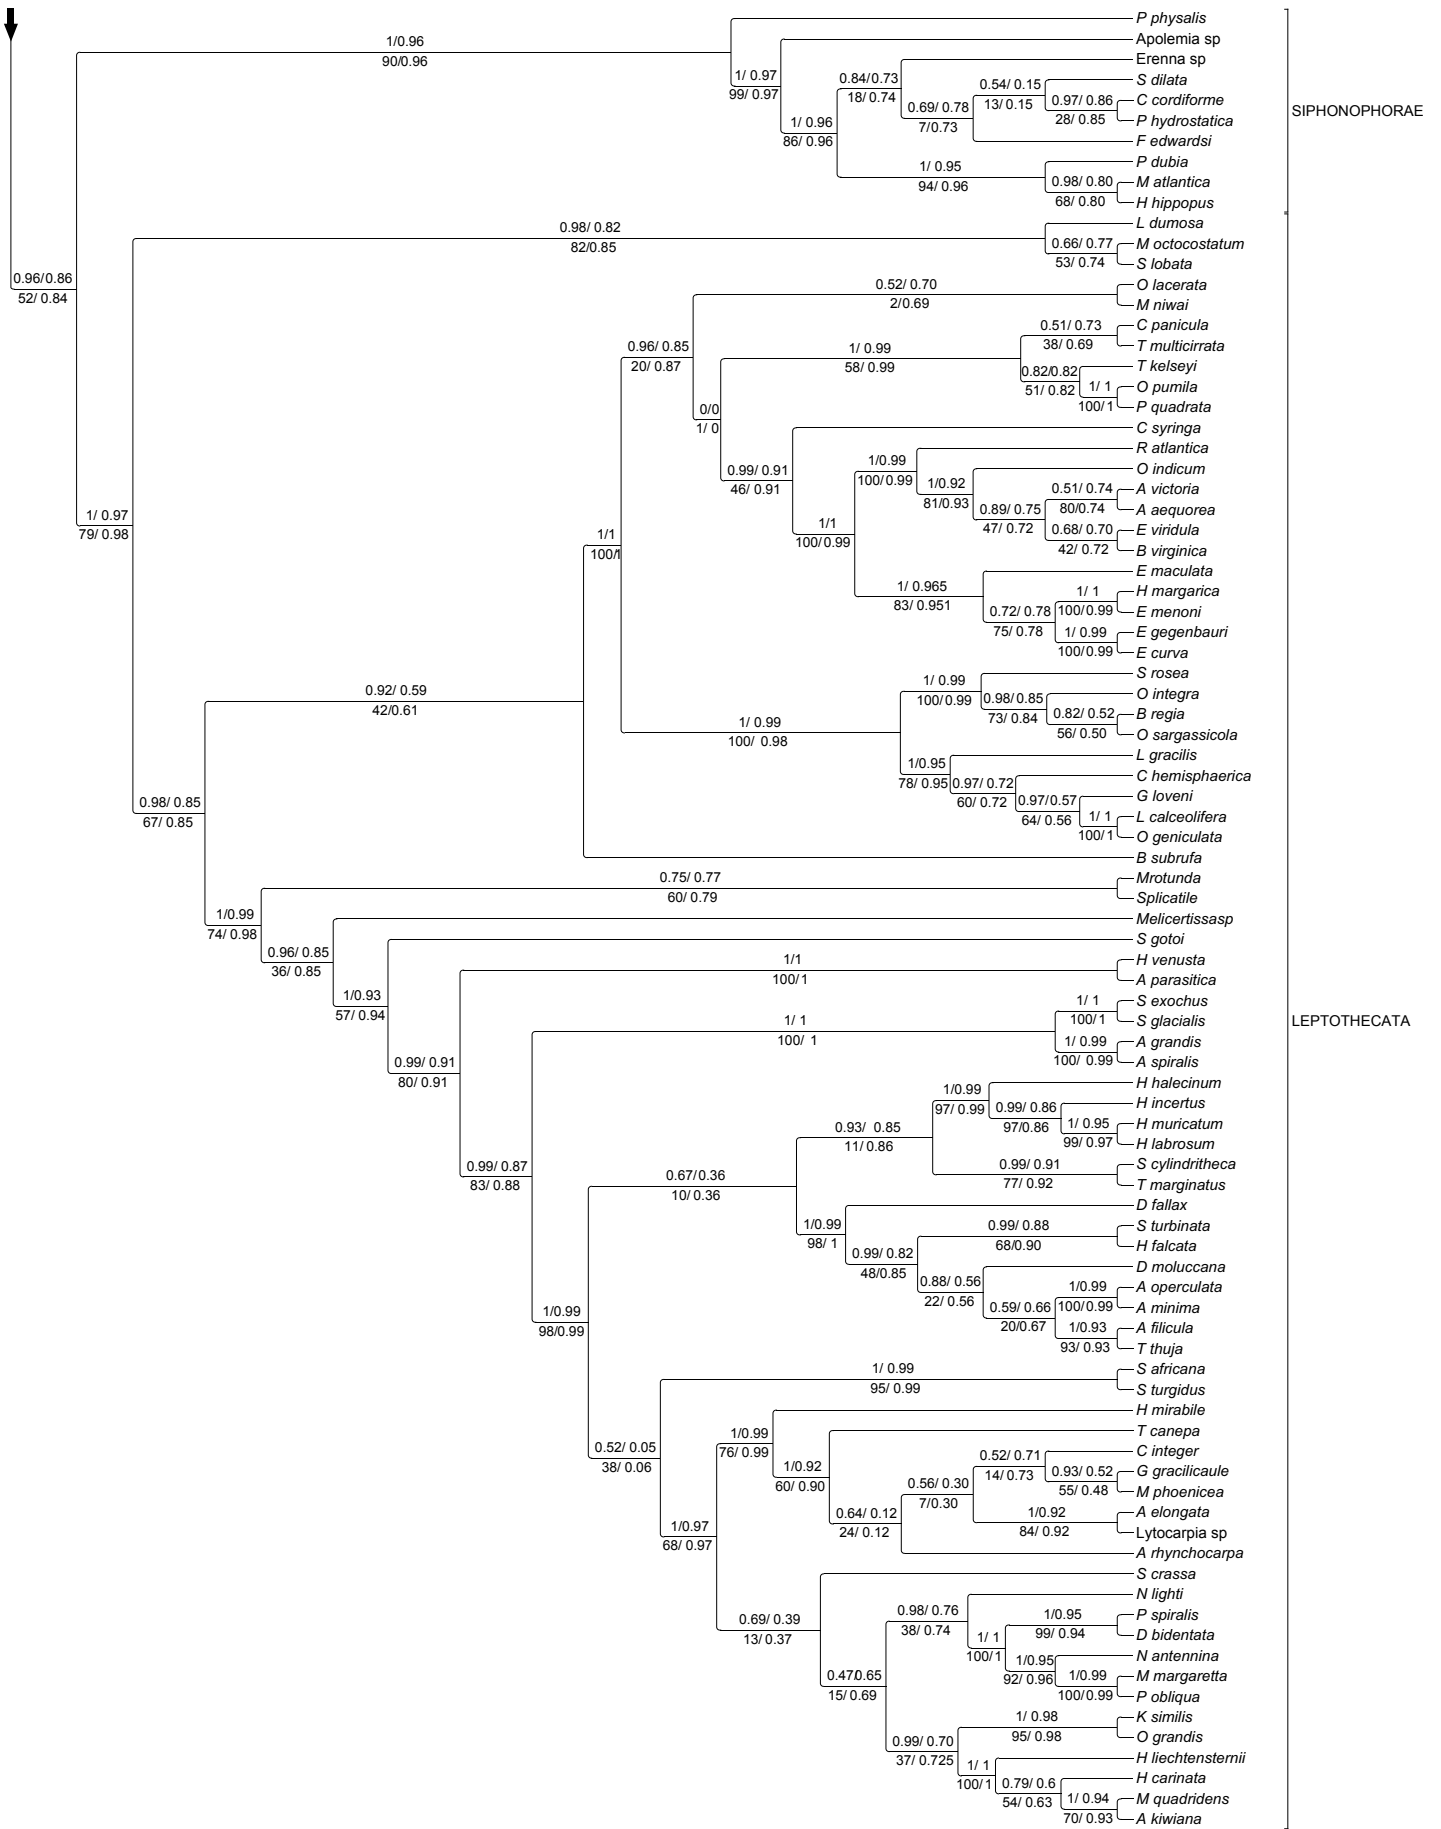 P physalis
1/0.96
Apolemia sp
90/0.96
Erenna sp
1/ 0.97
0.84/0.73
S dilata
0.54/ 0.15
99/ 0.97
18/ 0.74
C cordiforme
0.97/ 0.86
13/ 0.15
0.69/ 0.78
SIPHONOPHORAE
P hydrostatica
28/ 0.85
1/ 0.96
7/0.73
F edwardsi
86/ 0.96
P dubia
1/ 0.95
M atlantica
0.98/ 0.80
94/ 0.96
H hippopus
68/ 0.80
L dumosa
0.98/ 0.82
M octocostatum
0.66/ 0.77
82/0.85
S lobata
53/ 0.74
0.96/0.86
O lacerata
0.52/ 0.70
52/ 0.84
M niwai
2/0.69
C panicula
0.51/ 0.73
T multicirrata
38/ 0.69
0.96/ 0.85
1/ 0.99
20/ 0.87
58/ 0.99
T kelseyi
0.82/0.82
O pumila
1/ 1
51/ 0.82
P quadrata
100/1
0/0
1/ 0
C syringa
R atlantica
1/0.99
O indicum
0.99/ 0.91
100/0.99
1/0.92
A victoria
0.51/ 0.74
46/ 0.91
81/0.93
A aequorea
80/0.74
0.89/ 0.75
1/ 0.97
1/1
47/ 0.72
E viridula
0.68/ 0.70
79/ 0.98
1/1
100/0.99
B virginica
42/ 0.72
100/1
E maculata
1/ 0.965
H margarica
1/ 1
83/ 0.951
0.72/ 0.78
E menoni
100/0.99
75/ 0.78
E gegenbauri
1/ 0.99
E curva
100/0.99
S rosea
1/ 0.99
0.92/ 0.59
100/0.99
0.98/0.85
O integra
42/0.61
73/ 0.84
B regia
0.82/ 0.52
1/ 0.99
O sargassicola
56/ 0.50
100/ 0.98
L gracilis
1/0.95
C hemisphaerica
78/ 0.95
0.97/ 0.72
G loveni
0.98/ 0.85
60/ 0.72
0.97/0.57
L calceolifera
1/ 1
67/ 0.85
64/ 0.56
O geniculata
100/1
B subrufa
Mrotunda
0.75/ 0.77
Splicatile
60/ 0.79
1/0.99
Melicertissasp
74/ 0.98
S gotoi
0.96/ 0.85
H venusta
1/1
36/ 0.85
A parasitica
100/1
1/0.93
S exochus
1/ 1
57/ 0.94
S glacialis
100/1
1/ 1
LEPTOTHECATA
100/ 1
A grandis
1/ 0.99
0.99/ 0.91
A spiralis
100/ 0.99
80/ 0.91
H halecinum
1/0.99
H incertus
97/ 0.99
0.99/ 0.86
H muricatum
1/ 0.95
0.93/ 0.85
97/0.86
H labrosum
99/ 0.97
11/ 0.86
S cylindritheca
0.99/ 0.91
0.99/ 0.87
0.67/0.36
T marginatus
77/ 0.92
83/ 0.88
10/ 0.36
D fallax
1/0.99
S turbinata
0.99/ 0.88
98/ 1
H falcata
68/0.90
0.99/ 0.82
D moluccana
48/0.85
0.88/ 0.56
A operculata
1/0.99
22/ 0.56
1/0.99
0.59/ 0.66
A minima
100/0.99
98/0.99
20/0.67
A filicula
1/0.93
T thuja
93/ 0.93
S africana
1/ 0.99
S turgidus
95/ 0.99
H mirabile
1/0.99
T canepa
0.52/ 0.05
76/ 0.99
C integer
0.52/ 0.71
38/ 0.06
1/0.92
G gracilicaule
0.93/ 0.52
14/ 0.73
60/ 0.90
0.56/ 0.30
M phoenicea
55/ 0.48
7/0.30
A elongata
1/0.92
0.64/ 0.12
1/0.97
Lytocarpia sp
84/ 0.92
24/ 0.12
68/ 0.97
A rhynchocarpa
S crassa
N lighti
0.98/ 0.76
P spiralis
1/0.95
0.69/ 0.39
38/ 0.74
D bidentata
99/ 0.94
13/ 0.37
1/ 1
N antennina
100/1
1/0.95
M margaretta
1/0.99
0.47/0.65
92/ 0.96
P obliqua
100/0.99
15/ 0.69
K similis
1/ 0.98
O grandis
95/ 0.98
0.99/ 0.70
H liechtensternii
37/ 0.725
1/ 1
H carinata
100/1
0.79/ 0.6
M quadridens
1/ 0.94
54/ 0.63
A kiwiana
70/ 0.93